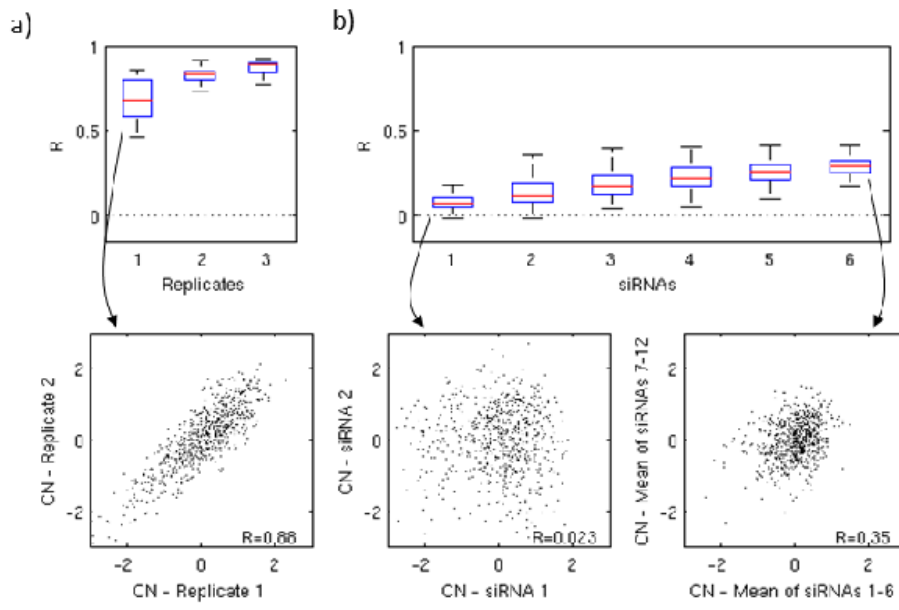 a)
b)
1
0.5
0
R
1 2 3
Replicates
1
0.5
0
R
1 2 3 4 5 6
siRNAs
2
0
-2
CN - Replicate 2
R=0.88
-2 0 2
CN - Replicate 1
2
0
-2
CN - siRNA 2
R=0.023
-2 0 2
CN - siRNA 1
2
0
-2
CN - Mean of siRNAs 7-12
R=0.35
-2 0 2
CN - Mean of siRNAs 1-6